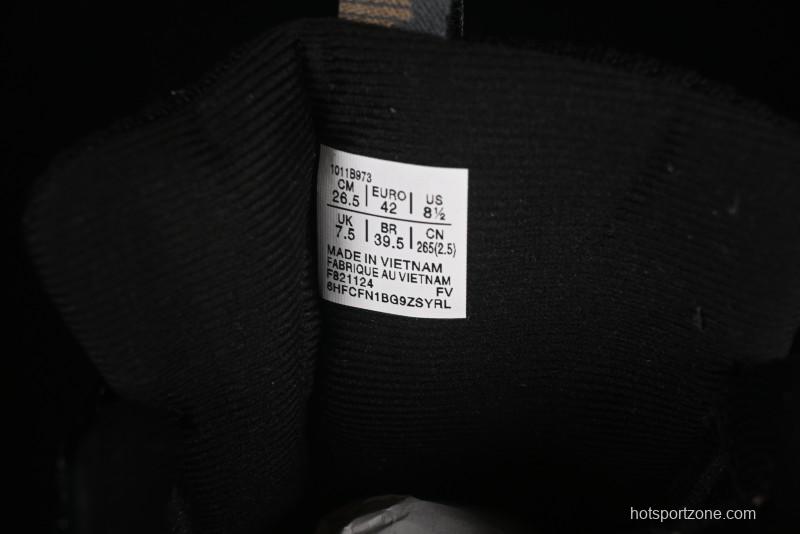 1011B973
CM EURO US
26.5 42 8½
UK BR CN
7.5 39.5 265(2.5)
MADE IN VIETNAM
FABRIQUE AU VIETNAM
F821124 FV
6HFCFN1BG9ZSYRL
hotsportzone.com